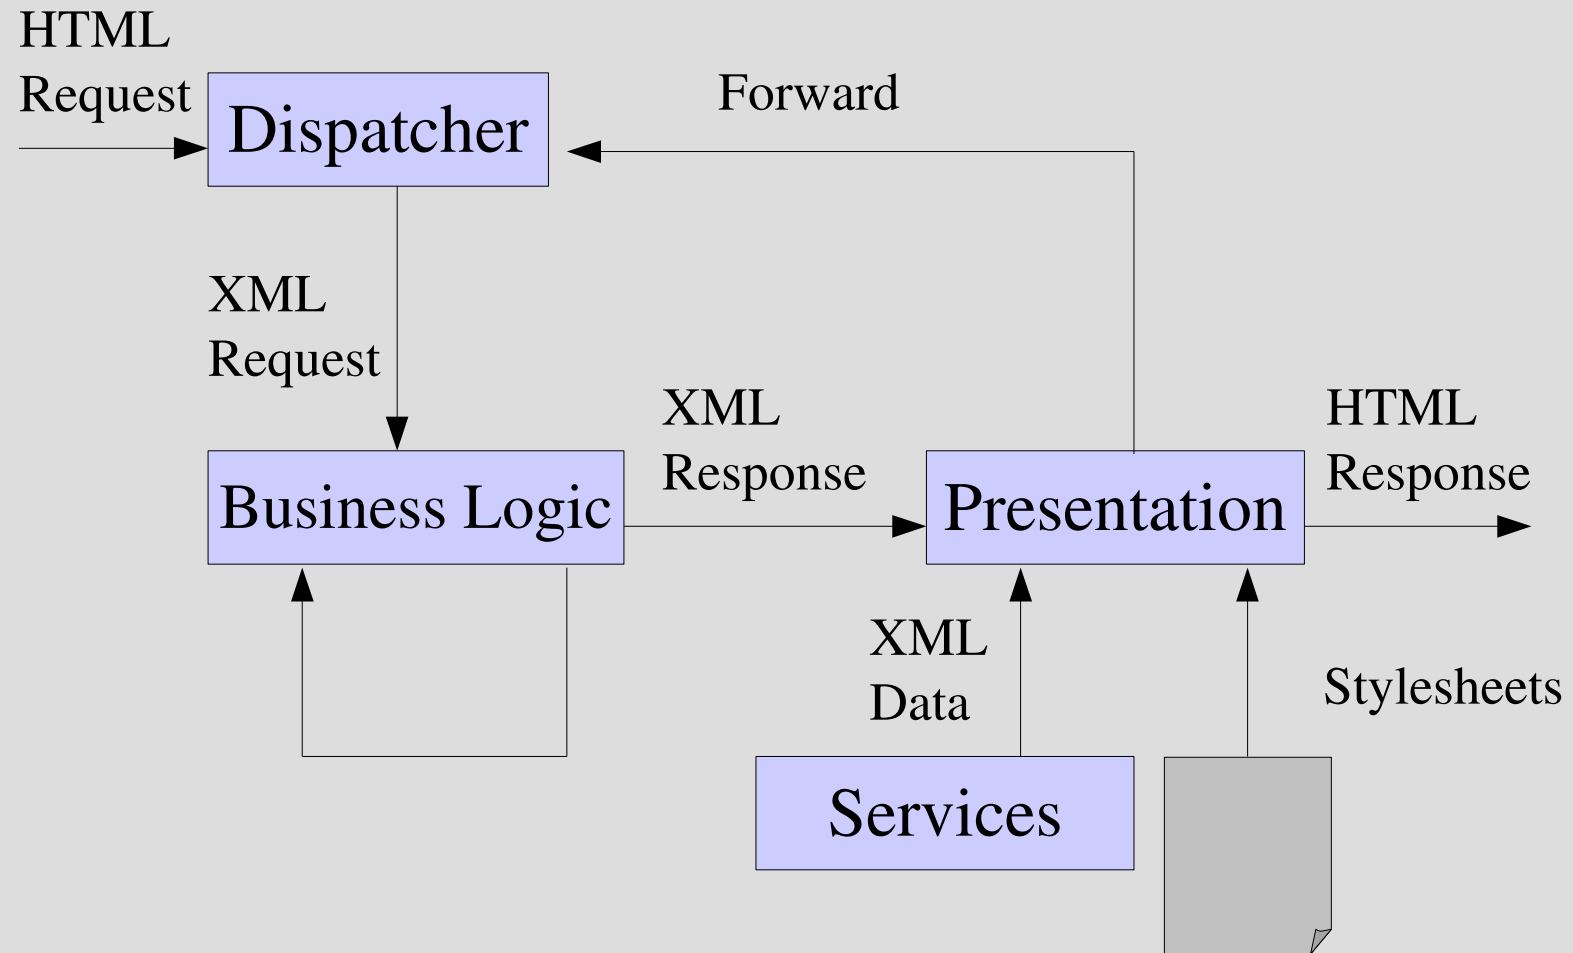 HTML
Request
Dispatcher
Forward
XML
Request
XML
Response
HTML
Response
Business Logic
Presentation
XML
Data
Stylesheets
Services